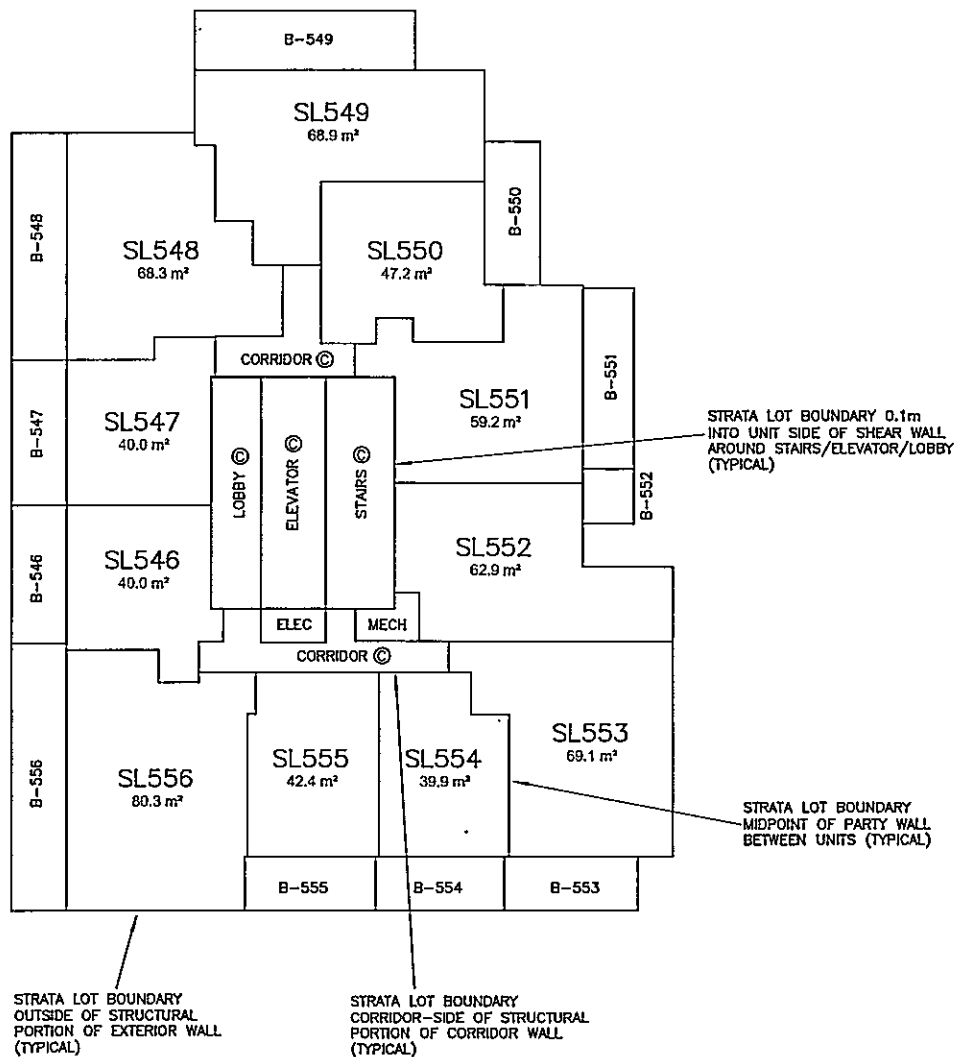 B-549
SL549
68.9 m²
B-548
SL548
68.3 m²
SL550
47.2 m²
B-550
CORRIDOR Ⓒ
B-547
SL547
40.0 m²
LOBBY Ⓒ
ELEVATOR Ⓒ
STAIRS Ⓒ
SL551
59.2 m²
B-551
STRATA LOT BOUNDARY 0.1m
INTO UNIT SIDE OF SHEAR WALL
AROUND STAIRS/ELEVATOR/LOBBY
(TYPICAL)
B-546
SL546
40.0 m²
SL552
62.9 m²
B-552
ELEC
MECH
CORRIDOR Ⓒ
B-556
SL556
80.3 m²
SL555
42.4 m²
SL554
39.9 m²
SL553
69.1 m²
STRATA LOT BOUNDARY
MIDPOINT OF PARTY WALL
BETWEEN UNITS (TYPICAL)
B-555
B-554
B-553
STRATA LOT BOUNDARY
OUTSIDE OF STRUCTURAL
PORTION OF EXTERIOR WALL
(TYPICAL)
STRATA LOT BOUNDARY
CORRIDOR-SIDE OF STRUCTURAL
PORTION OF CORRIDOR WALL
(TYPICAL)